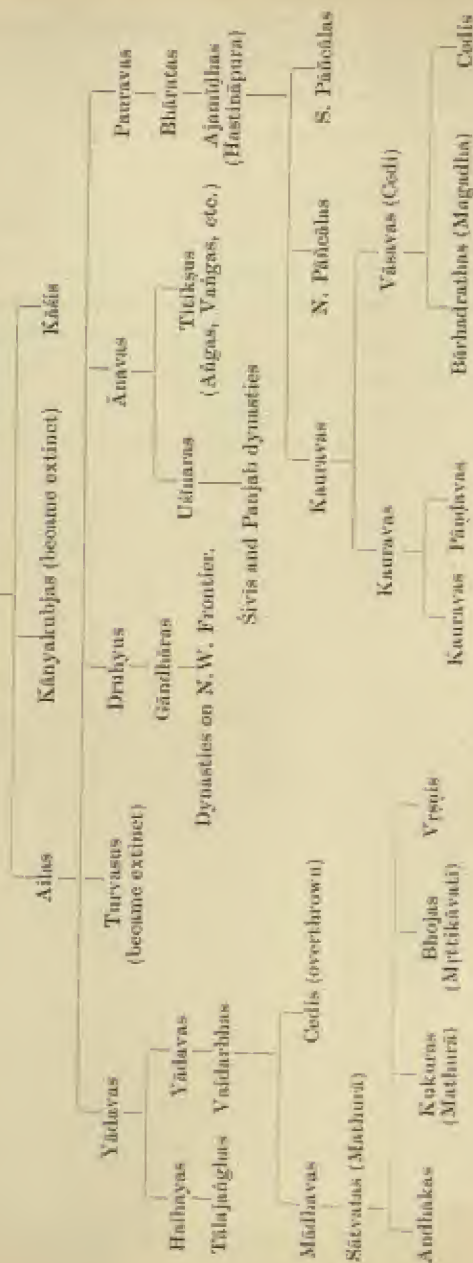 Ailas
Kānyakubjas (became extinct)
Kāśis
Yādavas
Turvasus
(became extinct)
Druhyus
Ānavas
Pauravas
Haihayas
Yādavas
Gāndhāras
Uśīnaras
Titikṣus
(Aṅgas, Vaṅgas, etc.)
Bhāratas
Tālajaṅghas
Vaidarbhas
Dynasties on N.W. Frontier.
Śivis and Panjab dynasties
Ajamīḍhas
(Hastināpura)
Mādhavas
Cedis (overthrown)
Kauravas
N. Pāñcālas
S. Pāñcālas
Sātvatas (Mathurā)
Kauravas
Vāsavas (Cedi)
Andhakas
Kukuras
(Mathurā)
Bhojas
(Mṛttikāvatī)
Vṛṣṇis
Kauravas
Pāṇḍavas
Bārhadrathas (Magadha)
Cedis